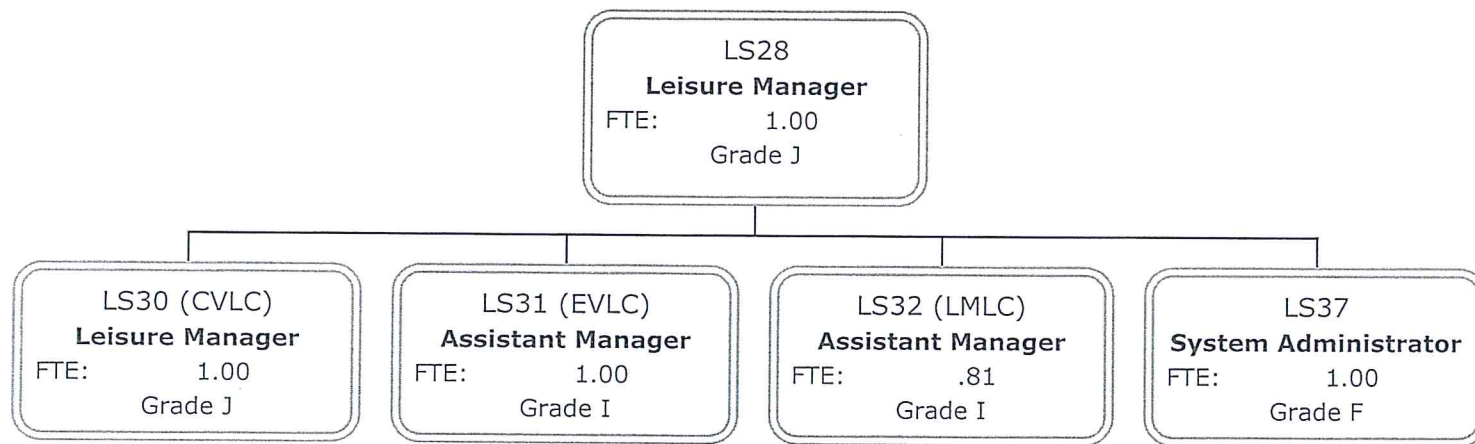 LS28
Leisure Manager
FTE: 1.00
Grade J
LS30 (CVLC)
Leisure Manager
FTE: 1.00
Grade J
LS31 (EVLC)
Assistant Manager
FTE: 1.00
Grade I
LS32 (LMLC)
Assistant Manager
FTE: .81
Grade I
LS37
System Administrator
FTE: 1.00
Grade F